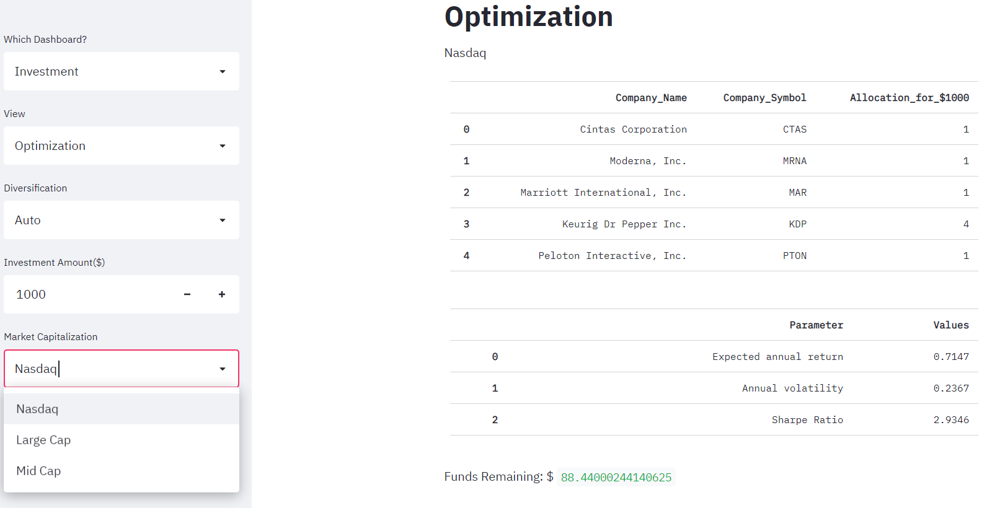 Which Dashboard?
Investment
View
Optimization
Diversification
Auto
Investment Amount($)
1000 − +
Market Capitalization
Nasdaq
Nasdaq
Large Cap
Mid Cap
Optimization
Nasdaq
Company_Name Company_Symbol Allocation_for_$1000
0 Cintas Corporation CTAS 1
1 Moderna, Inc. MRNA 1
2 Marriott International, Inc. MAR 1
3 Keurig Dr Pepper Inc. KDP 4
4 Peloton Interactive, Inc. PTON 1
Parameter Values
0 Expected annual return 0.7147
1 Annual volatility 0.2367
2 Sharpe Ratio 2.9346
Funds Remaining: $ 88.44000244140625